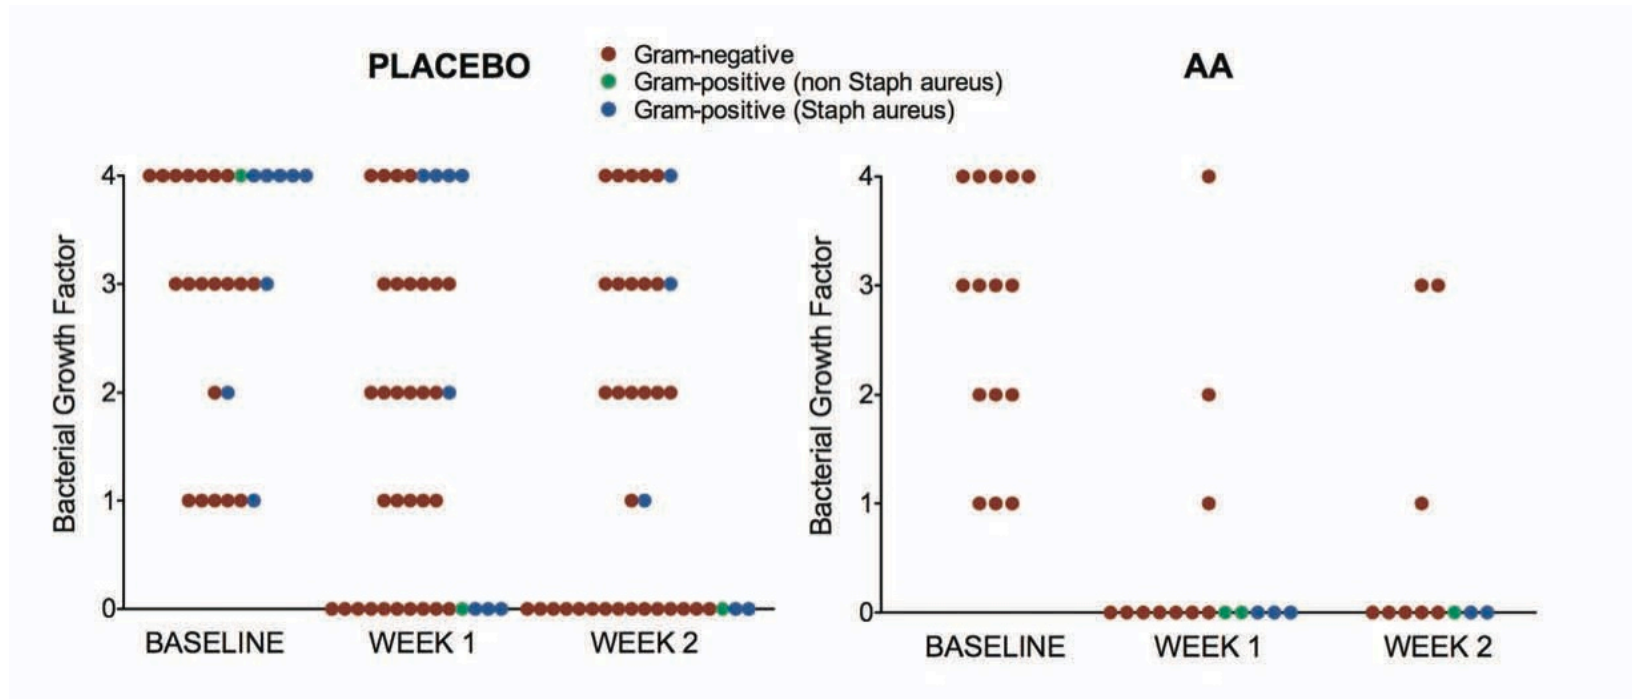 PLACEBO
Gram-negative
Gram-positive (non Staph aureus)
Gram-positive (Staph aureus)
AA
Bacterial Growth Factor
4
3
2
1
0
BASELINE
WEEK 1
WEEK 2
Bacterial Growth Factor
4
3
2
1
0
BASELINE
WEEK 1
WEEK 2